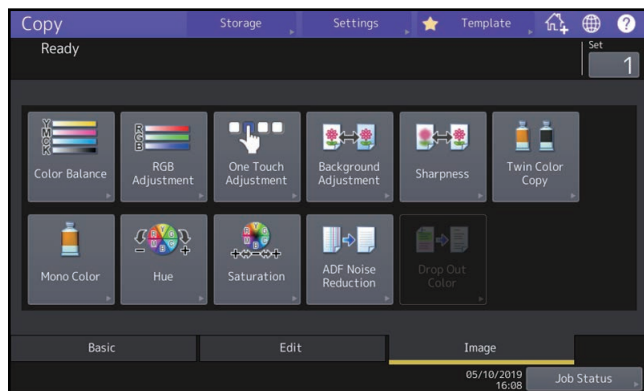 Copy
Storage
Settings
Template
?
Ready
Set
1
Y
M
C
K
Color Balance
R
G
B
RGB
Adjustment
One Touch
Adjustment
Background
Adjustment
Sharpness
Twin Color
Copy
Mono Color
Hue
Saturation
ADF Noise
Reduction
Drop Out
Color
Basic
Edit
Image
05/10/2019
16:08
Job Status